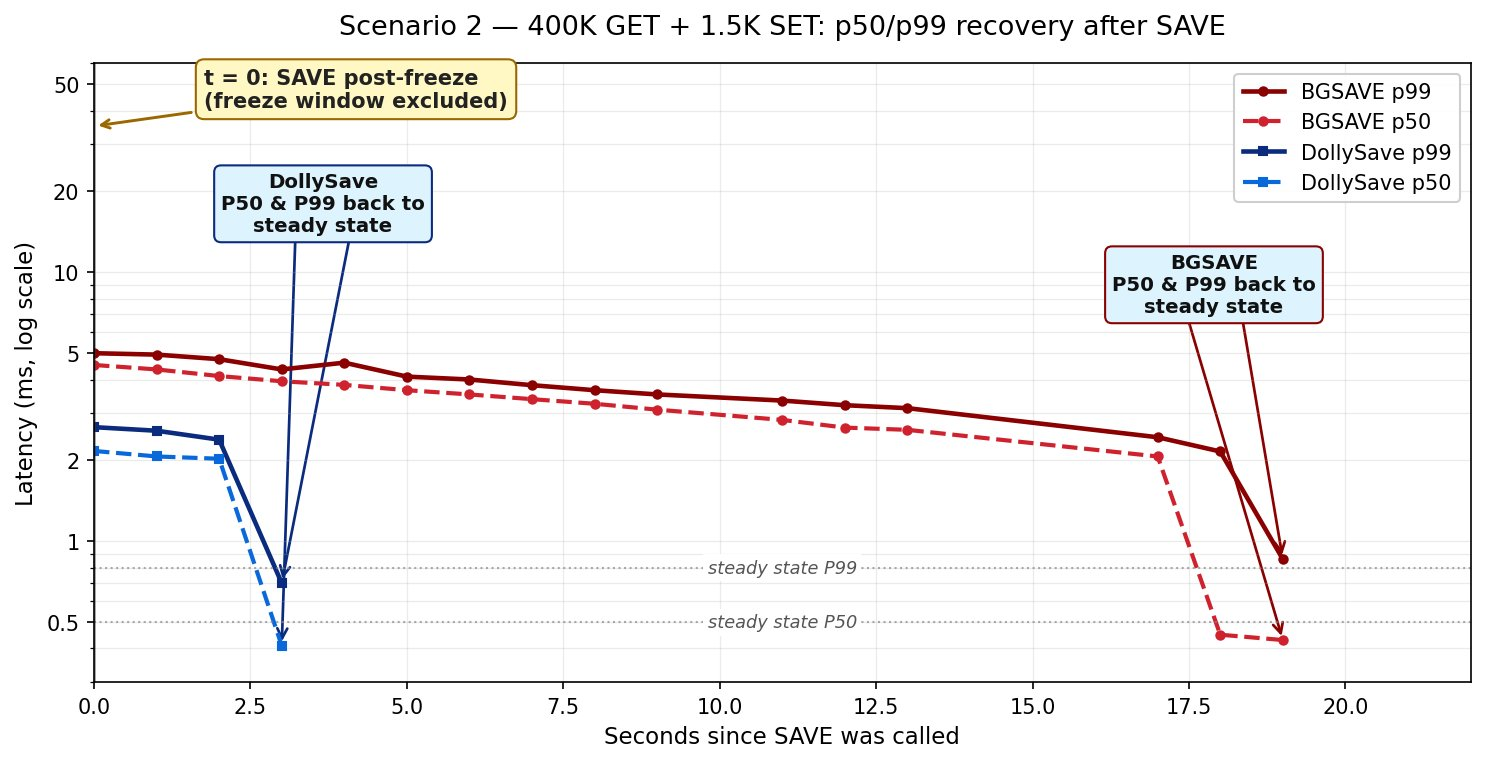 Scenario 2 — 400K GET + 1.5K SET: p50/p99 recovery after SAVE
t = 0: SAVE post-freeze
(freeze window excluded)
BGSAVE p99
BGSAVE p50
DollySave p99
DollySave p50
DollySave
P50 & P99 back to
steady state
BGSAVE
P50 & P99 back to
steady state
steady state P99
steady state P50
Latency (ms, log scale)
50
20
10
5
2
1
0.5
0.0 2.5 5.0 7.5 10.0 12.5 15.0 17.5 20.0
Seconds since SAVE was called